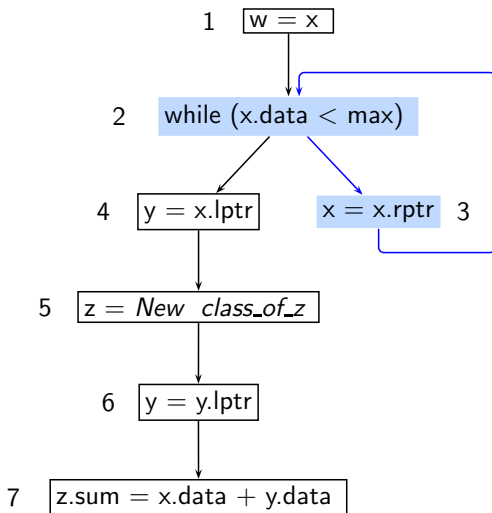 1 w = x
2 while (x.data < max)
4 y = x.lptr
x = x.rptr 3
5 z = New class_of_z
6 y = y.lptr
7 z.sum = x.data + y.data